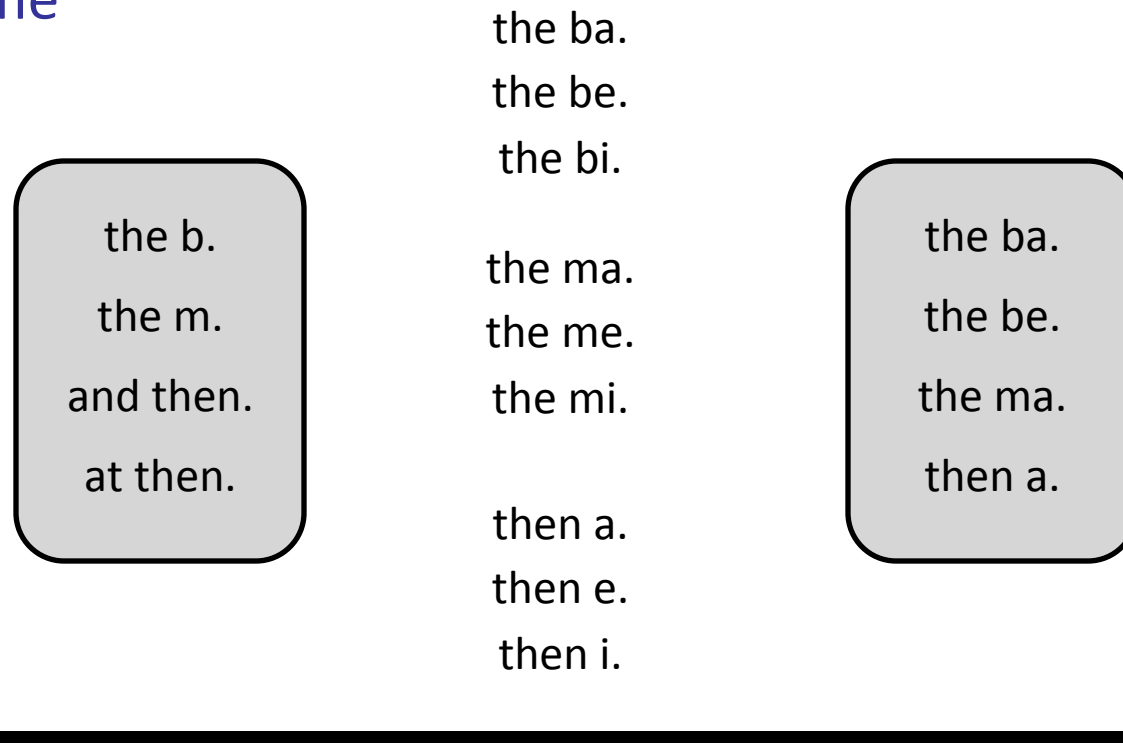 the b.
the m.
and then.
at then.
the ba.
the be.
the bi.
the ma.
the me.
the mi.
then a.
then e.
then i.
the ba.
the be.
the ma.
then a.